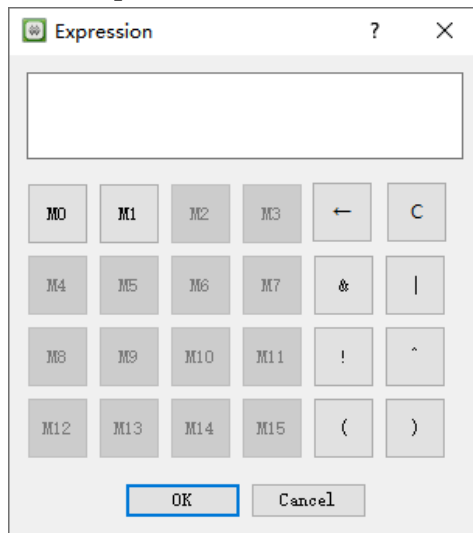 Expression ? ×
M0 M1 M2 M3 ← C
M4 M5 M6 M7 & |
M8 M9 M10 M11 ! ^
M12 M13 M14 M15 ( )
OK Cancel